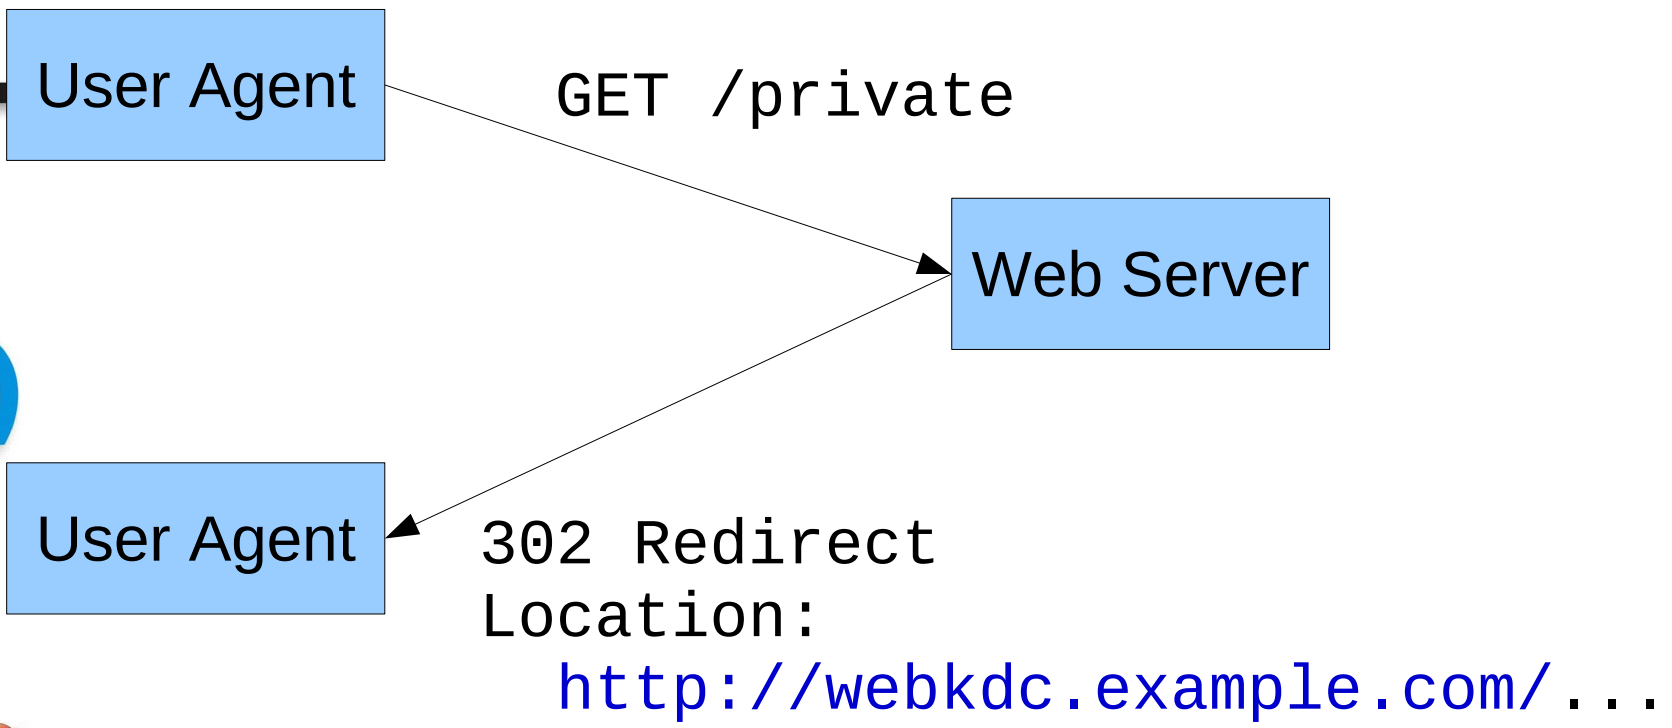 User Agent
GET /private
Web Server
User Agent
302 Redirect
Location:
http://webkdc.example.com/...